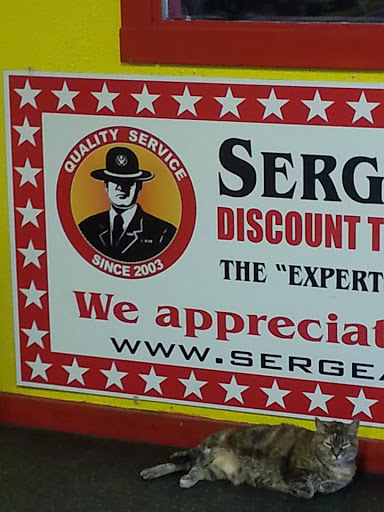 QUALITY SERVICE
SINCE 2003
SERG
DISCOUNT T
THE "EXPERT
We appreciat
WWW.SERGEA